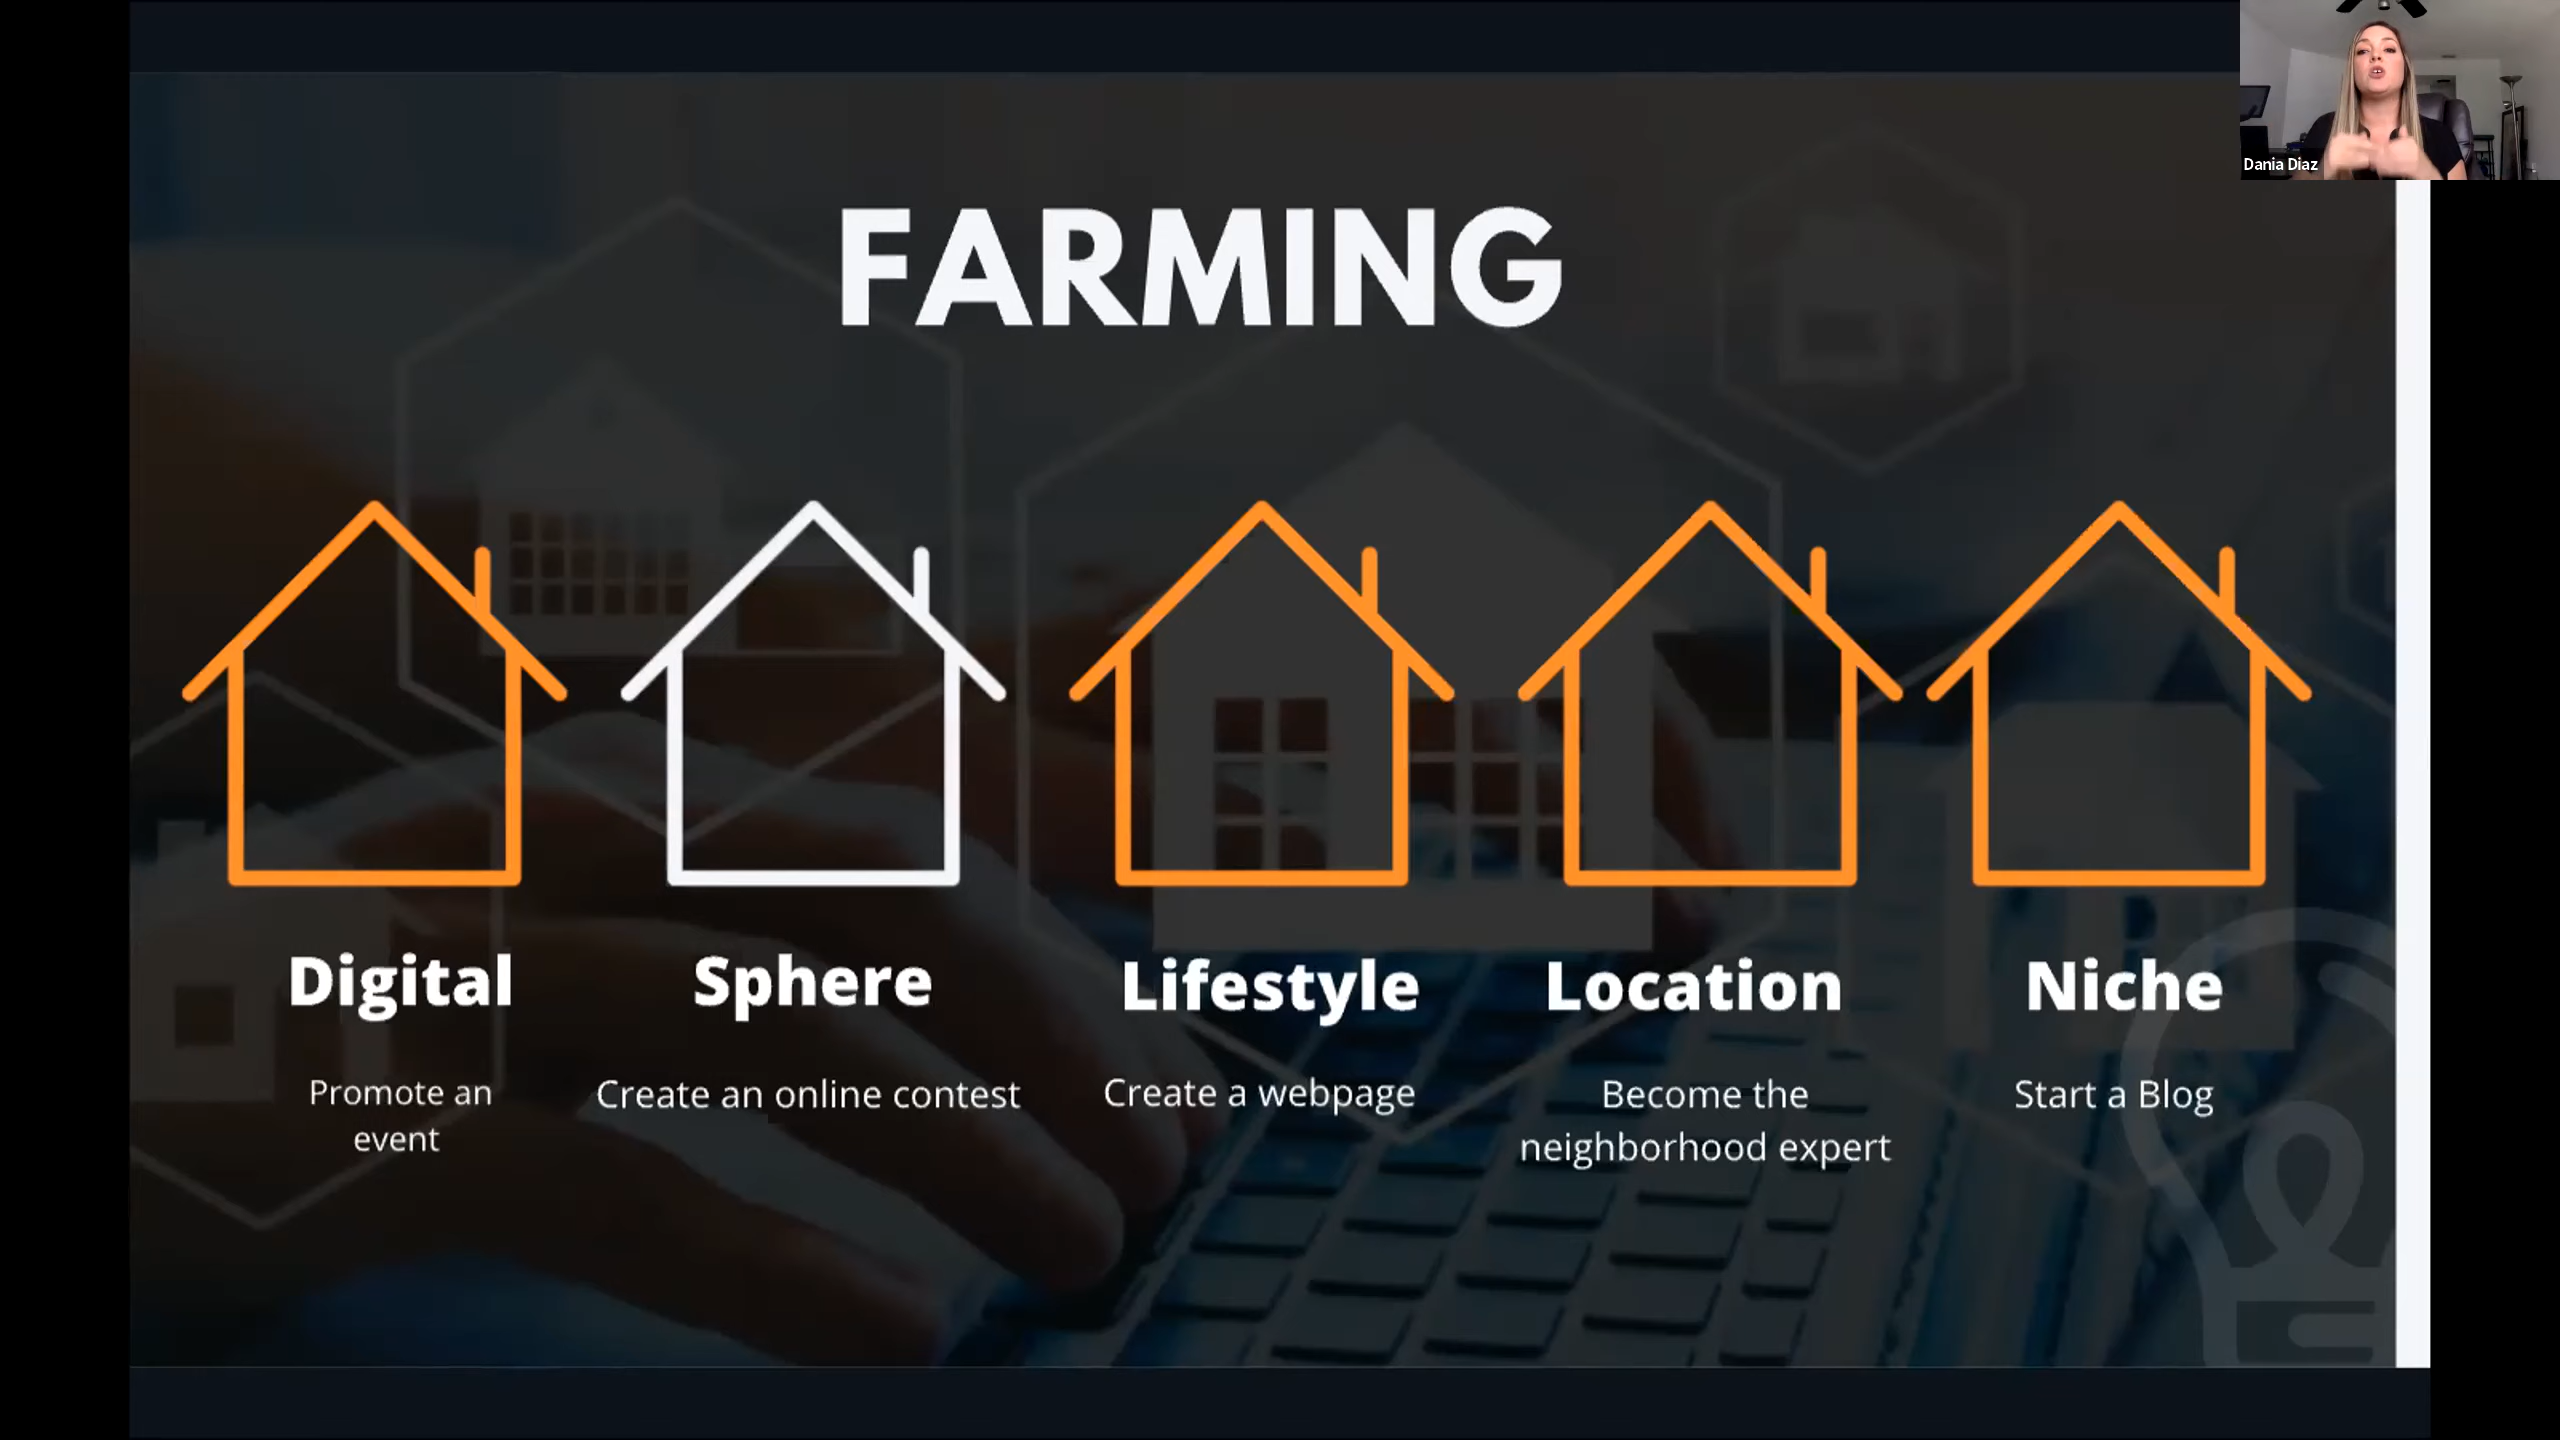 Dania Diaz
FARMING
Digital
Promote an
event
Sphere
Create an online contest
Lifestyle
Create a webpage
Location
Become the
neighborhood expert
Niche
Start a Blog